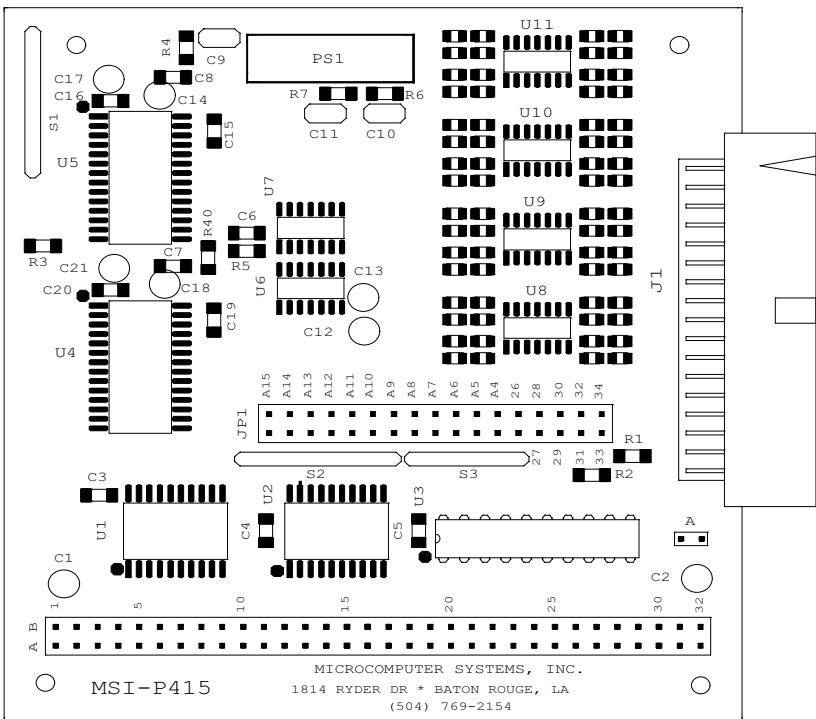 U11
R4
C9
PS1
C17
C8
C16
C14
R7
R6
S1
C11
C10
U10
C15
U5
U7
U9
R40
C6
R3
R5
C7
C21
C13
J1
U6
C20
C18
U8
C19
C12
U4
A15 A14 A13 A12 A11 A10 A9 A8 A7 A6 A5 A4 26 28 30 32 34
JP1
27 29 31 33
R1
S2
S3
R2
C3
U2
U3
U1
C4
C5
A
C1
C2
1 5 10 15 20 25 30 32
B
A
MICROCOMPUTER SYSTEMS, INC.
MSI-P415
1814 RYDER DR * BATON ROUGE, LA
(504) 769-2154